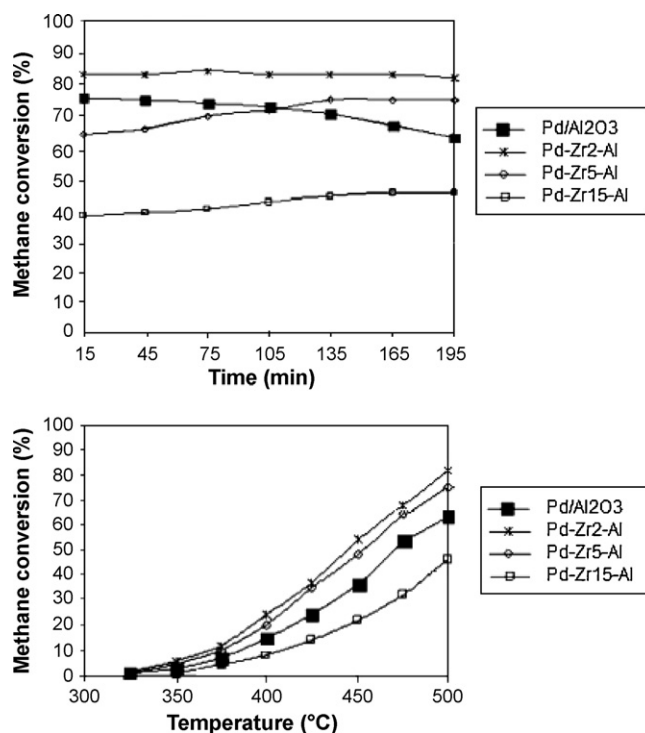 100
90
80
70
60
50
40
30
20
10
0
Methane conversion (%)
15 45 75 105 135 165 195
Time (min)
Pd/Al2O3
Pd-Zr2-Al
Pd-Zr5-Al
Pd-Zr15-Al
100
90
80
70
60
50
40
30
20
10
0
Methane conversion (%)
300 350 400 450 500
Temperature (°C)
Pd/Al2O3
Pd-Zr2-Al
Pd-Zr5-Al
Pd-Zr15-Al